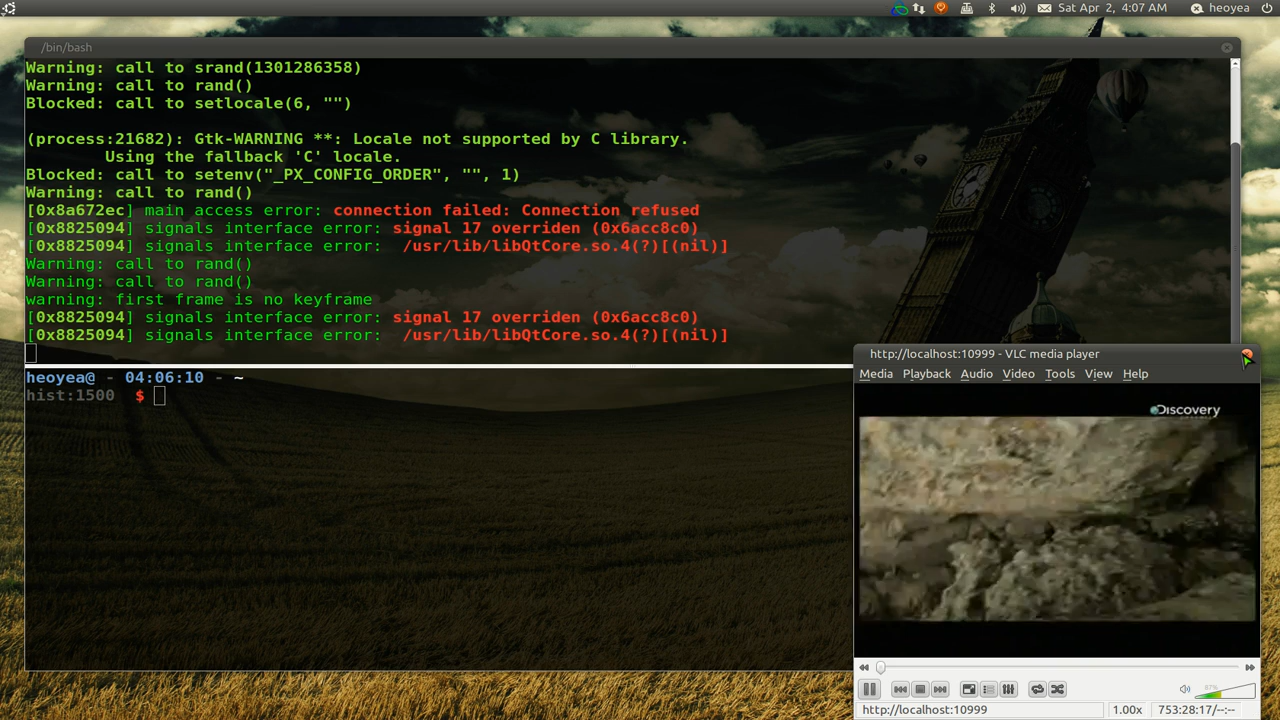 Sat Apr 2, 4:07 AM
heoyea
/bin/bash
Warning: call to srand(1301286358)
Warning: call to rand()
Blocked: call to setlocale(6, "")
(process:21682): Gtk-WARNING **: Locale not supported by C library.
Using the fallback 'C' locale.
Blocked: call to setenv("_PX_CONFIG_ORDER", "", 1)
Warning: call to rand()
[0x8a672ec] main access error: connection failed: Connection refused
[0x8825094] signals interface error: signal 17 overriden (0x6acc8c0)
[0x8825094] signals interface error:  /usr/lib/libQtCore.so.4(?)[(nil)]
Warning: call to rand()
Warning: call to rand()
warning: first frame is no keyframe
[0x8825094] signals interface error: signal 17 overriden (0x6acc8c0)
[0x8825094] signals interface error:  /usr/lib/libQtCore.so.4(?)[(nil)]
heoyea@ - 04:06:10 - ~
hist:1500  $
http://localhost:10999 - VLC media player
Media Playback Audio Video Tools View Help
Discovery
87%
http://localhost:10999 1.00x 753:28:17/--:--